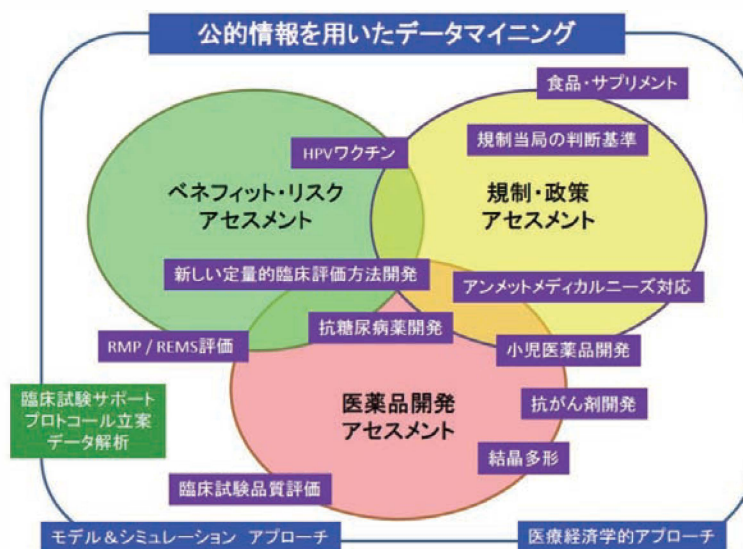 公的情報を用いたデータマイニング
食品・サプリメント
規制当局の判断基準
HPVワクチン
ベネフィット・リスク
アセスメント
規制・政策
アセスメント
新しい定量的臨床評価方法開発
アンメットメディカルニーズ対応
抗糖尿病薬開発
RMP / REMS評価
小児医薬品開発
臨床試験サポート
プロトコール立案
データ解析
医薬品開発
アセスメント
抗がん剤開発
結晶多形
臨床試験品質評価
モデル&シミュレーション アプローチ
医療経済学的アプローチ